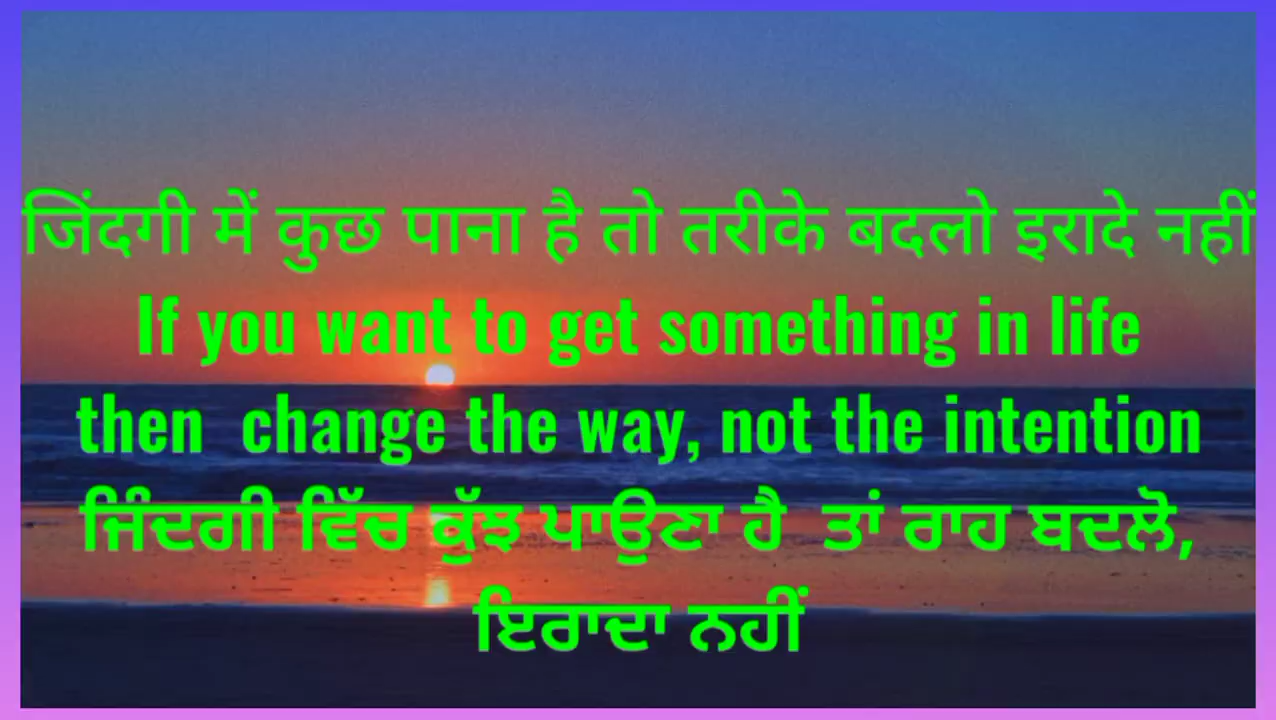 जिंदगी में कुछ पाना है तो तरीके बदलो इरादे नहीं
If you want to get something in life
then  change the way, not the intention
ਜਿੰਦਗੀ ਵਿੱਚ ਕੁੱਝ ਪਾਉਣਾ ਹੈ  ਤਾਂ ਰਾਹ ਬਦਲੋ,
ਇਰਾਦਾ ਨਹੀਂ